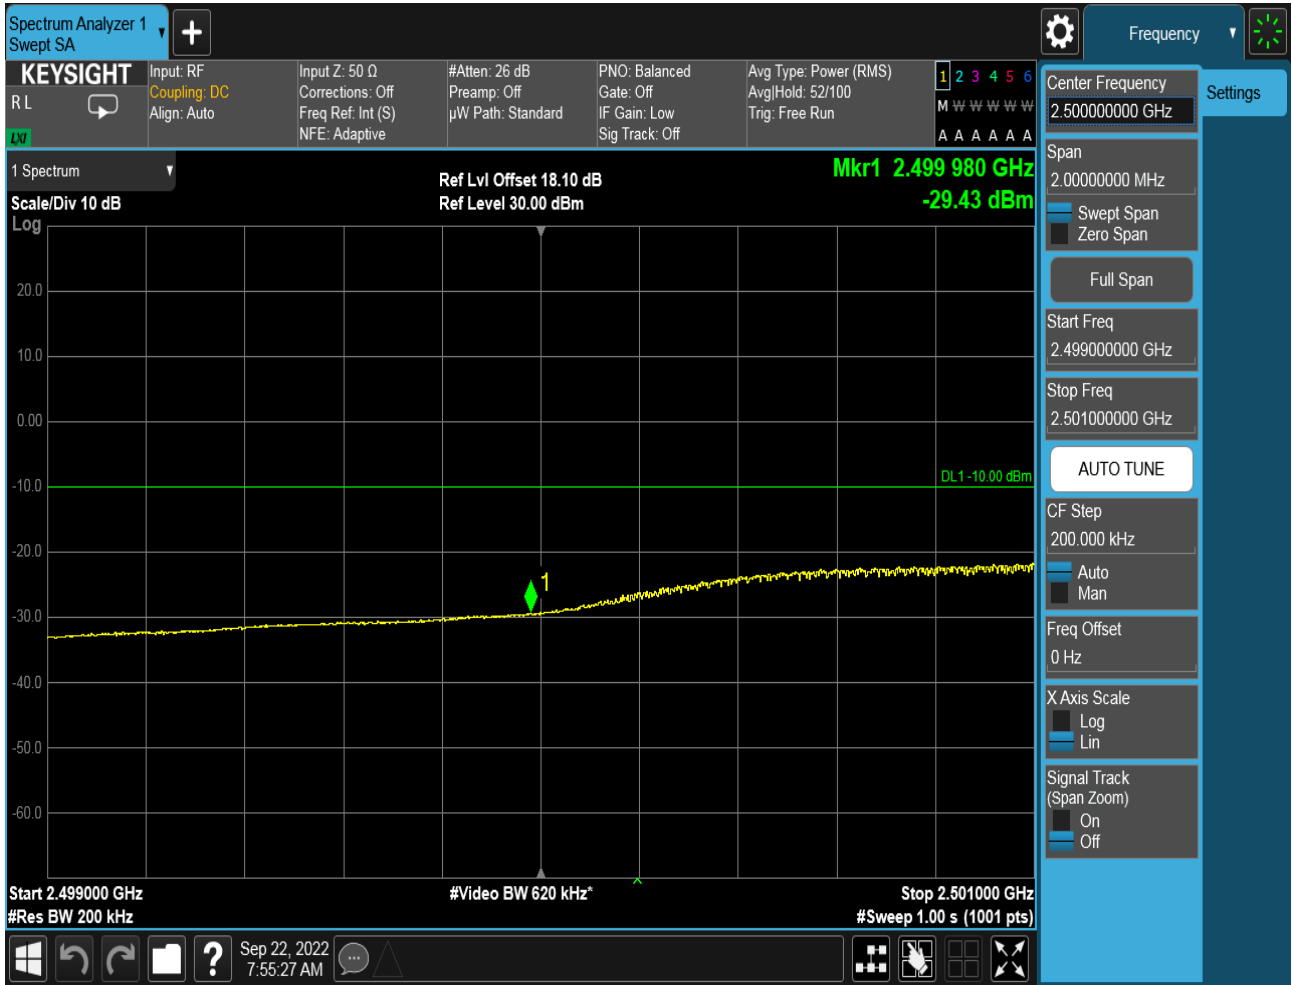 Spectrum Analyzer 1
Swept SA
Frequency
KEYSIGHT
R L
LXI
Input: RF
Coupling: DC
Align: Auto
Input Z: 50 Ω
Corrections: Off
Freq Ref: Int (S)
NFE: Adaptive
#Atten: 26 dB
Preamp: Off
µW Path: Standard
PNO: Balanced
Gate: Off
IF Gain: Low
Sig Track: Off
Avg Type: Power (RMS)
Avg|Hold: 52/100
Trig: Free Run
1 2 3 4 5 6
M W W W W W
A A A A A A
1 Spectrum
Scale/Div 10 dB
Log
Ref Lvl Offset 18.10 dB
Ref Level 30.00 dBm
Mkr1 2.499 980 GHz
-29.43 dBm
20.0
10.0
0.00
-10.0
-20.0
-30.0
-40.0
-50.0
-60.0
DL1 -10.00 dBm
1
Start 2.499000 GHz
#Res BW 200 kHz
#Video BW 620 kHz*
Stop 2.501000 GHz
#Sweep 1.00 s (1001 pts)
Center Frequency
2.500000000 GHz
Settings
Span
2.00000000 MHz
Swept Span
Zero Span
Full Span
Start Freq
2.499000000 GHz
Stop Freq
2.501000000 GHz
AUTO TUNE
CF Step
200.000 kHz
Auto
Man
Freq Offset
0 Hz
X Axis Scale
Log
Lin
Signal Track
(Span Zoom)
On
Off
?
Sep 22, 2022
7:55:27 AM